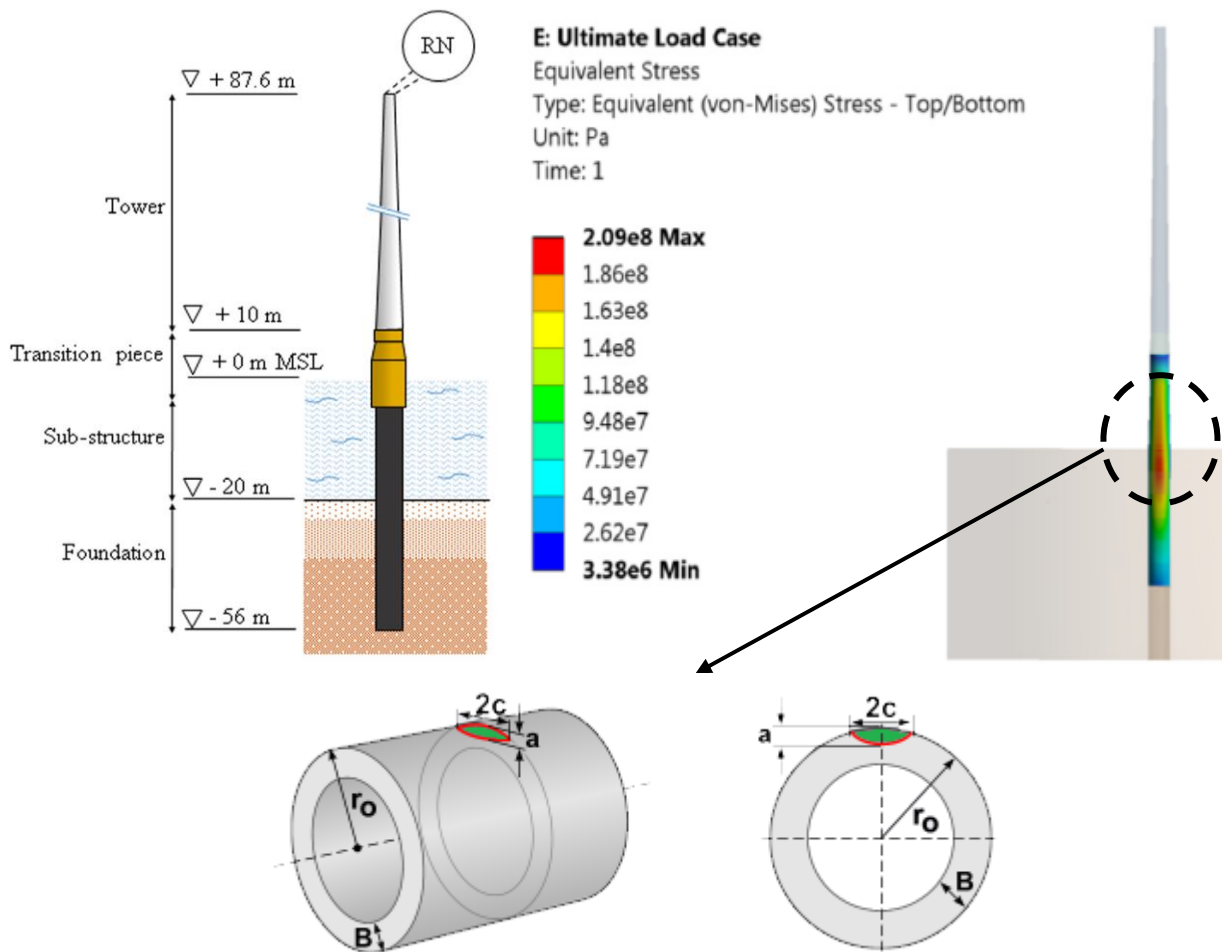 RN
▽ + 87.6 m
Tower
▽ + 10 m
Transition piece
▽ + 0 m MSL
Sub-structure
▽ - 20 m
Foundation
▽ - 56 m
E: Ultimate Load Case
Equivalent Stress
Type: Equivalent (von-Mises) Stress - Top/Bottom
Unit: Pa
Time: 1
2.09e8 Max
1.86e8
1.63e8
1.4e8
1.18e8
9.48e7
7.19e7
4.91e7
2.62e7
3.38e6 Min
2c
a
ro
B
2c
a
ro
B